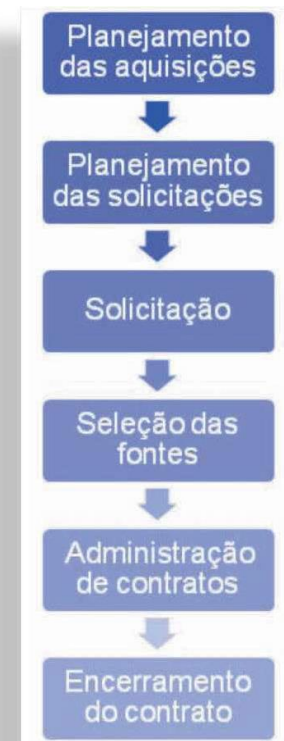 Planejamento
das aquisições
Planejamento
das solicitações
Solicitação
Seleção das
fontes
Administração
de contratos
Encerramento
do contrato